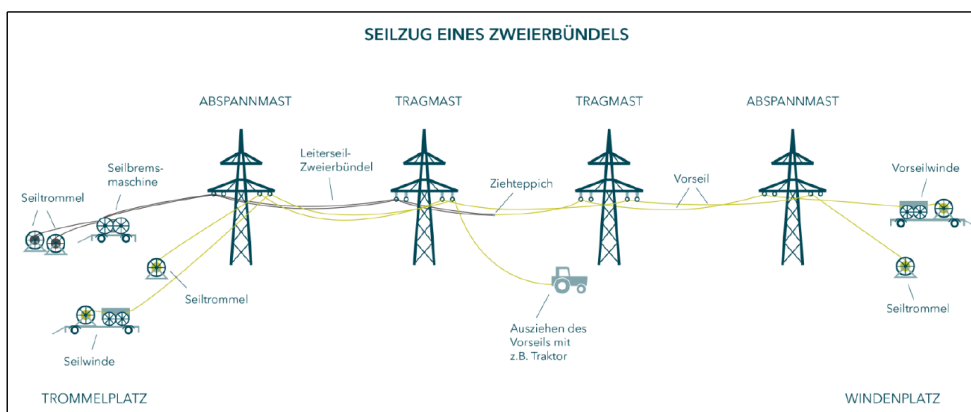 SEILZUG EINES ZWEIERBÜNDELS
ABSPANNMAST
TRAGMAST
TRAGMAST
ABSPANNMAST
Leiterseil-
Zweierbündel
Seilbrems-
maschine
Seiltrommel
Ziehteppich
Vorseil
Vorseilwinde
Seiltrommel
Seilwinde
Ausziehen des
Vorseils mit
z.B. Traktor
Seiltrommel
TROMMELPLATZ
WINDENPLATZ